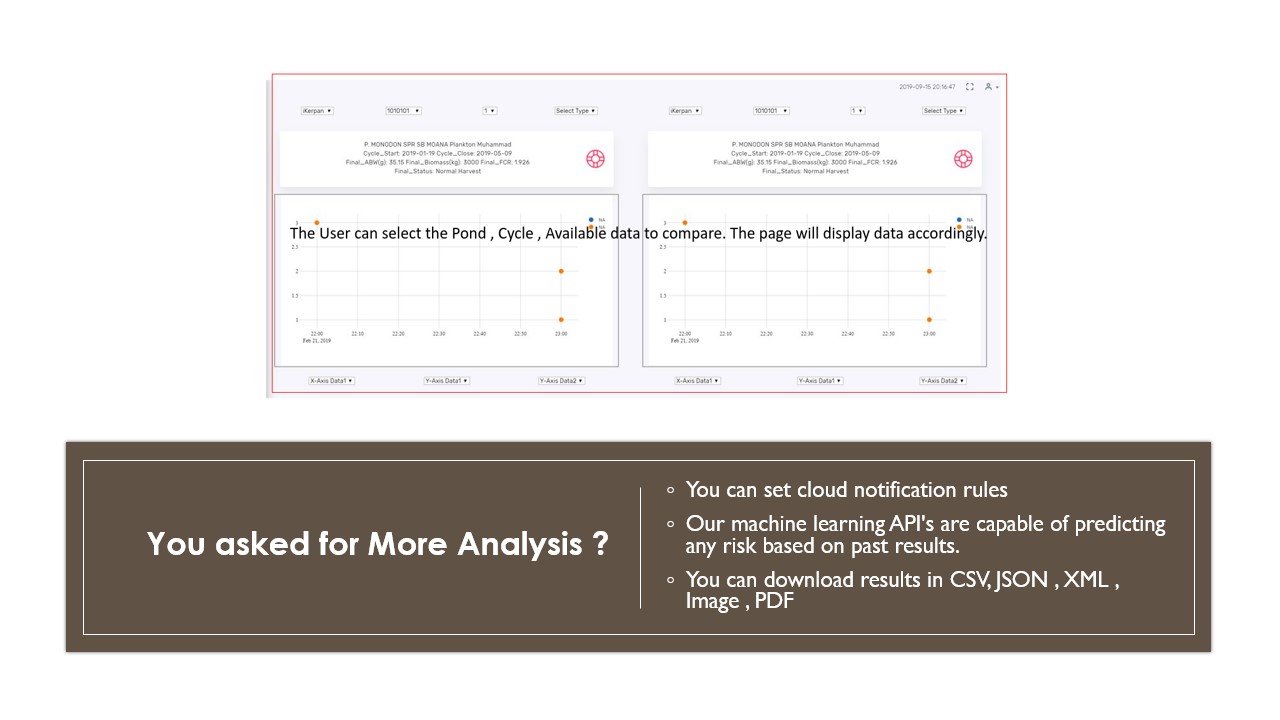 2019-09-15 20:16:47
iKerpan ▼ 1010101 ▼ 1 ▼ Select Type ▼ iKerpan ▼ 1010101 ▼ 1 ▼ Select Type ▼
P. MONODON SPR SB MGANA Plankton Muhammad
Cycle_Start: 2019-01-19 Cycle_Close: 2019-05-09
Final_ABW(g): 35.15 Final_Biomass(kg): 3000 Final_FCR: 1.926
Final_Status: Normal Harvest
P. MONODON SPR SB MGANA Plankton Muhammad
Cycle_Start: 2019-01-19 Cycle_Close: 2019-05-09
Final_ABW(g): 35.15 Final_Biomass(kg): 3000 Final_FCR: 1.926
Final_Status: Normal Harvest
The User can select the Pond , Cycle , Available data to compare. The page will display data accordingly.
NA
NA
3
2.5
2
1.5
1
22:00 22:10 22:20 22:30 22:40 22:50 23:00
Feb 21, 2019
NA
NA
3
2.5
2
1.5
1
22:00 22:10 22:20 22:30 22:40 22:50 23:00
Feb 21, 2019
X-Axis Data1 ▼ Y-Axis Data1 ▼ Y-Axis Data2 ▼ X-Axis Data1 ▼ Y-Axis Data1 ▼ Y-Axis Data2 ▼
You asked for More Analysis ?
You can set cloud notification rules
Our machine learning API's are capable of predicting
any risk based on past results.
You can download results in CSV, JSON , XML ,
Image , PDF